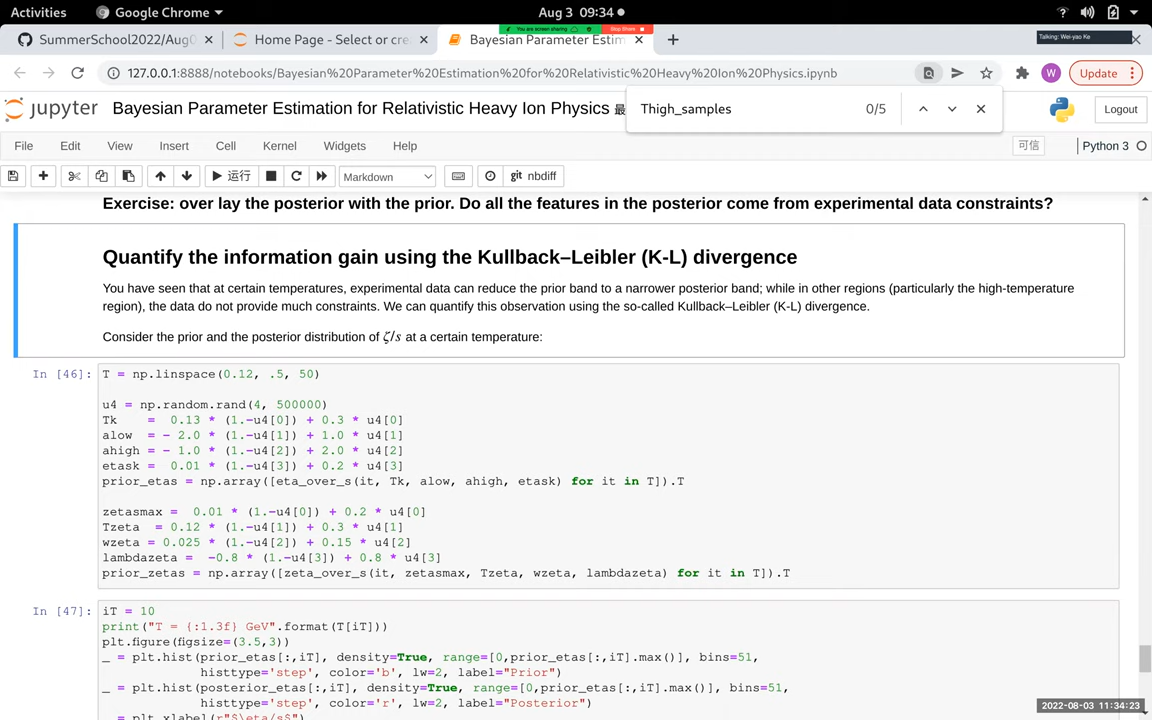 Activities
Google Chrome
Aug 3 09:34
You are screen sharing
Stop Share
SummerSchool2022/Aug0
Home Page - Select or cre
Bayesian Parameter Estim
Talking: Wei-yao Ke
127.0.0.1:8888/notebooks/Bayesian%20Parameter%20Estimation%20for%20Relativistic%20Heavy%20Ion%20Physics.ipynb
W
Update
Thigh_samples
0/5
jupyter
Bayesian Parameter Estimation for Relativistic Heavy Ion Physics 最
Logout
File Edit View Insert Cell Kernel Widgets Help
可信
Python 3
运行
Markdown
git nbdiff
Exercise: over lay the posterior with the prior. Do all the features in the posterior come from experimental data constraints?
Quantify the information gain using the Kullback–Leibler (K-L) divergence
You have seen that at certain temperatures, experimental data can reduce the prior band to a narrower posterior band; while in other regions (particularly the high-temperature
region), the data do not provide much constraints. We can quantify this observation using the so-called Kullback–Leibler (K-L) divergence.
Consider the prior and the posterior distribution of ζ/s at a certain temperature:
In [46]:
T = np.linspace(0.12, .5, 50)
u4 = np.random.rand(4, 500000)
Tk    =  0.13 * (1.-u4[0]) + 0.3 * u4[0]
alow  = - 2.0 * (1.-u4[1]) + 1.0 * u4[1]
ahigh = - 1.0 * (1.-u4[2]) + 2.0 * u4[2]
etask =  0.01 * (1.-u4[3]) + 0.2 * u4[3]
prior_etas = np.array([eta_over_s(it, Tk, alow, ahigh, etask) for it in T]).T
zetasmax =  0.01 * (1.-u4[0]) + 0.2 * u4[0]
Tzeta  = 0.12 * (1.-u4[1]) + 0.3 * u4[1]
wzeta = 0.025 * (1.-u4[2]) + 0.15 * u4[2]
lambdazeta =  -0.8 * (1.-u4[3]) + 0.8 * u4[3]
prior_zetas = np.array([zeta_over_s(it, zetasmax, Tzeta, wzeta, lambdazeta) for it in T]).T
In [47]:
iT = 10
print("T = {:1.3f} GeV".format(T[iT]))
plt.figure(figsize=(3.5,3))
_ = plt.hist(prior_etas[:,iT], density=True, range=[0,prior_etas[:,iT].max()], bins=51,
histtype='step', color='b', lw=2, label="Prior")
_ = plt.hist(posterior_etas[:,iT], density=True, range=[0,prior_etas[:,iT].max()], bins=51,
histtype='step', color='r', lw=2, label="Posterior")
_ = plt.xlabel(r"$\eta/s$")
2022-08-03 11:34:23